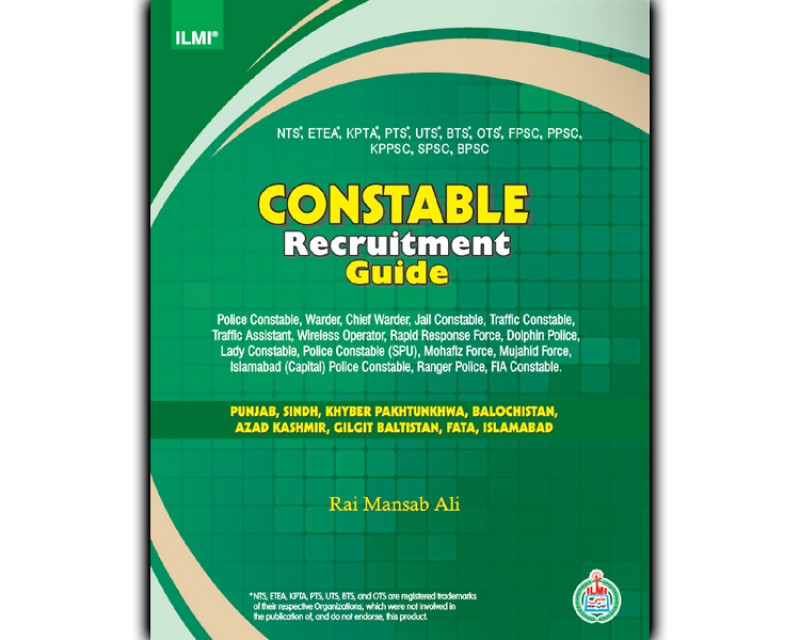 ILMI®
NTS*, ETEA*, KPTA*, PTS*, UTS*, BTS*, OTS*, FPSC, PPSC,
KPPSC, SPSC, BPSC
CONSTABLE
Recruitment
Guide
Police Constable, Warder, Chief Warder, Jail Constable, Traffic Constable,
Traffic Assistant, Wireless Operator, Rapid Response Force, Dolphin Police,
Lady Constable, Police Constable (SPU), Mohafiz Force, Mujahid Force,
Islamabad (Capital) Police Constable, Ranger Police, FIA Constable.
PUNJAB, SINDH, KHYBER PAKHTUNKHWA, BALOCHISTAN,
AZAD KASHMIR, GILGIT BALTISTAN, FATA, ISLAMABAD
Rai Mansab Ali
*NTS, ETEA, KPTA, PTS, UTS, BTS, and OTS are registered trademarks
of their respective Organizations, which were not involved in
the publication of, and do not endorse, this product.
ILMI